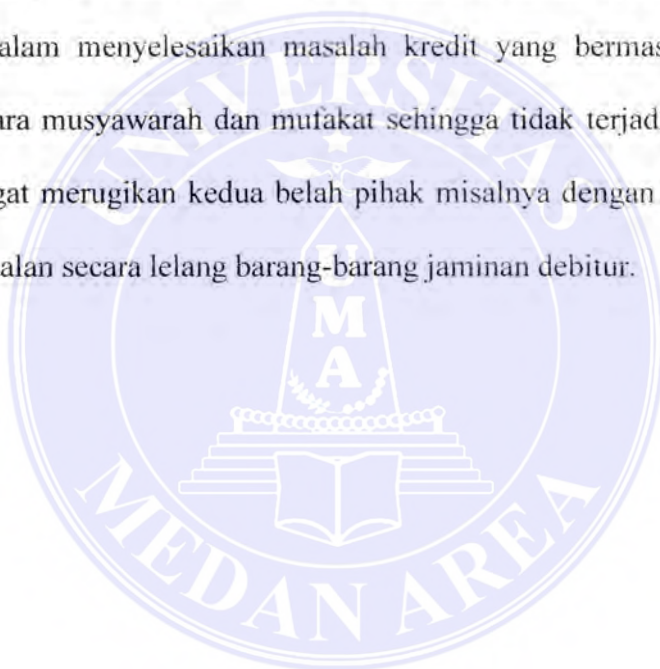 alam menyelesaikan masalah kredit yang bermas
ara musyawarah dan mufakat sehingga tidak terjad
gat merugikan kedua belah pihak misalnya dengan
alan secara lelang barang-barang jaminan debitur.
UNIVERSITAS
U
M
A
MEDAN AREA